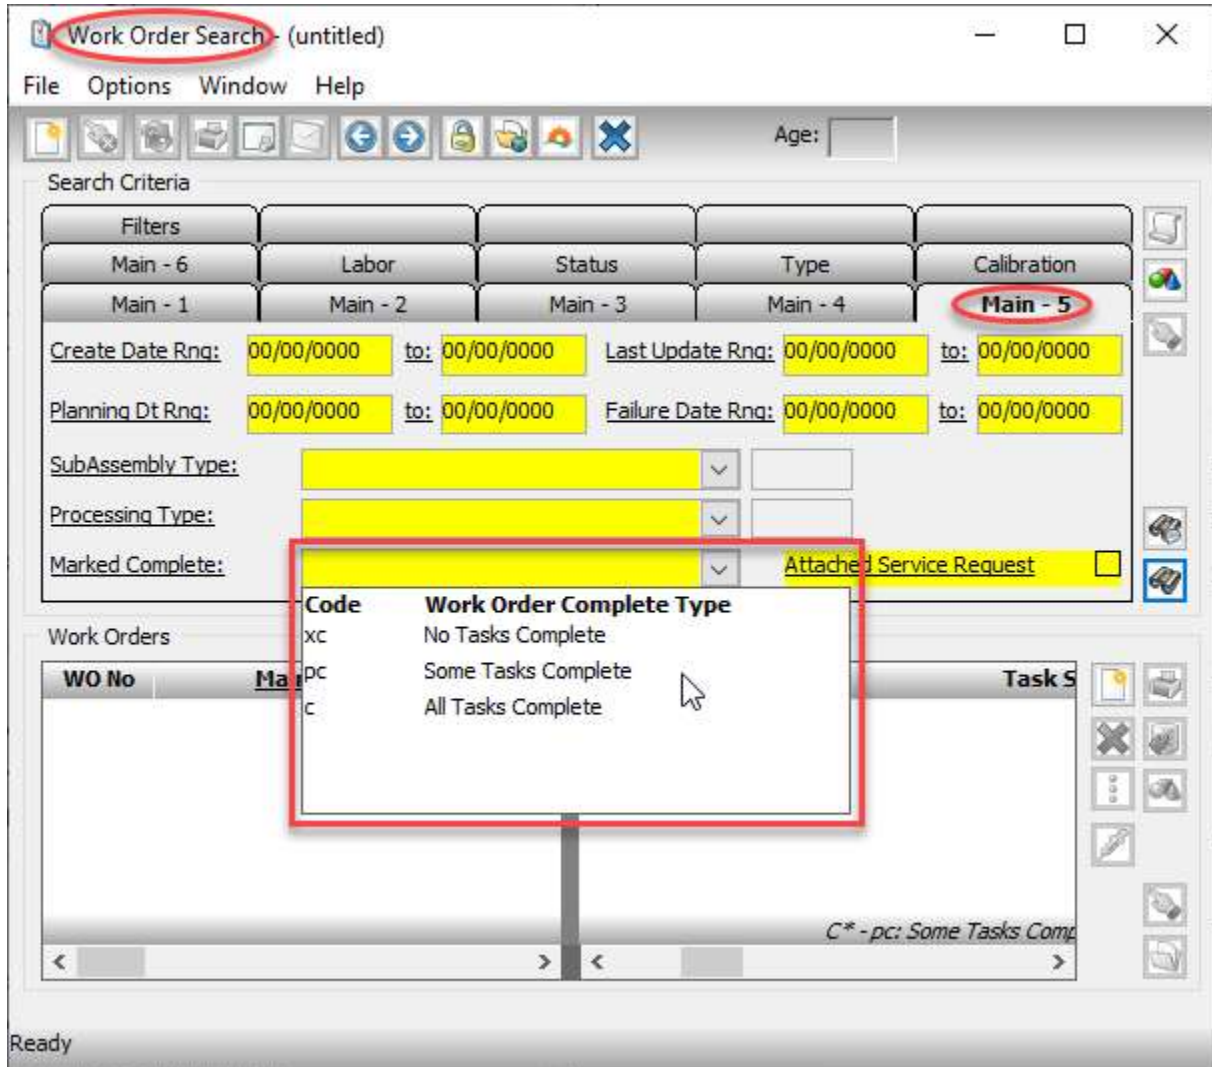 Work Order Search - (untitled)
File Options Window Help
Age:
Search Criteria
Filters
Main - 6 Labor Status Type Calibration
Main - 1 Main - 2 Main - 3 Main - 4 Main - 5
Create Date Rng: 00/00/0000 to: 00/00/0000 Last Update Rng: 00/00/0000 to: 00/00/0000
Planning Dt Rng: 00/00/0000 to: 00/00/0000 Failure Date Rng: 00/00/0000 to: 00/00/0000
SubAssembly Type:
Processing Type:
Marked Complete: Attached Service Request
Code Work Order Complete Type
xc No Tasks Complete
pc Some Tasks Complete
c All Tasks Complete
Work Orders
WO No Task S
C* - pc: Some Tasks Comp
Ready